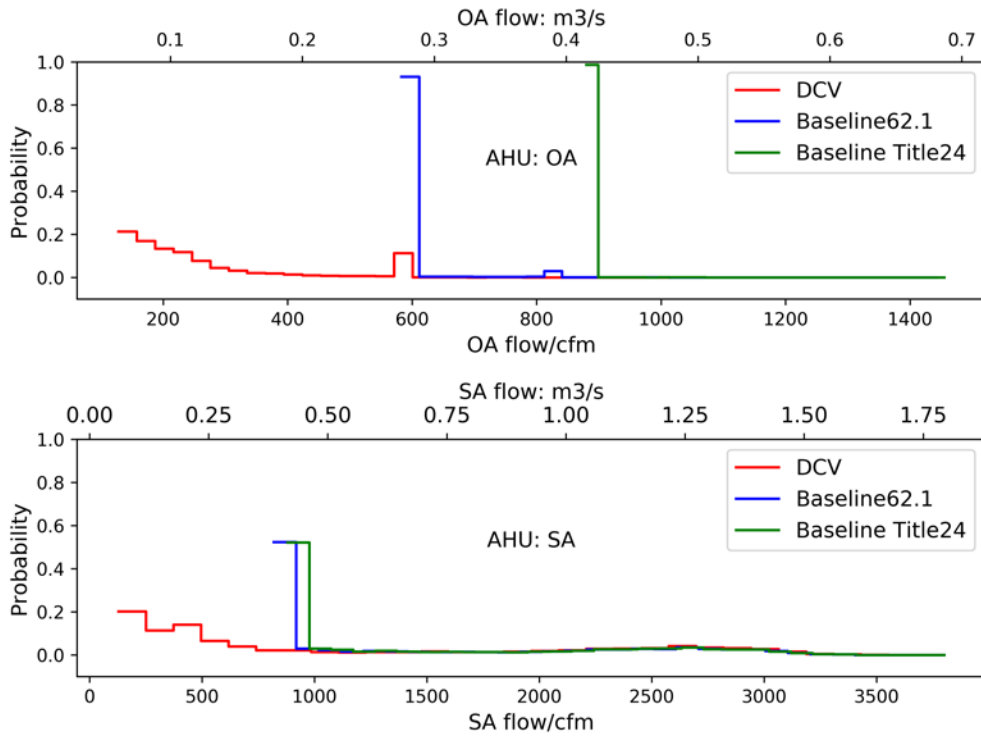 OA flow: m3/s
0.1 0.2 0.3 0.4 0.5 0.6 0.7
1.0
0.8
0.6
0.4
0.2
0.0
Probability
DCV
Baseline62.1
Baseline Title24
AHU: OA
200 400 600 800 1000 1200 1400
OA flow/cfm
SA flow: m3/s
0.00 0.25 0.50 0.75 1.00 1.25 1.50 1.75
1.0
0.8
0.6
0.4
0.2
0.0
Probability
DCV
Baseline62.1
Baseline Title24
AHU: SA
0 500 1000 1500 2000 2500 3000 3500
SA flow/cfm